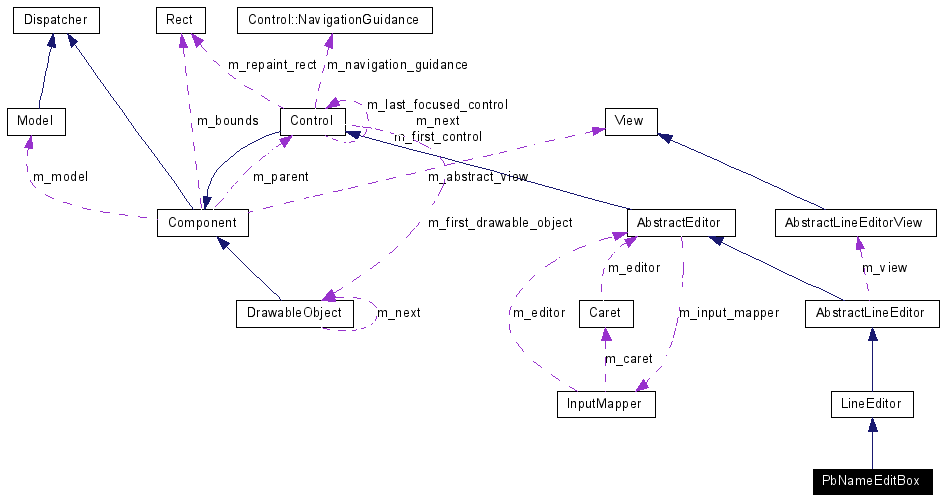 Dispatcher
Rect
Control::NavigationGuidance
m_repaint_rect
m_navigation_guidance
Model
m_bounds
Control
m_last_focused_control
m_next
m_first_control
View
m_model
m_parent
m_abstract_view
Component
m_first_drawable_object
AbstractEditor
AbstractLineEditorView
m_editor
m_view
DrawableObject
m_next
m_editor
Caret
m_input_mapper
AbstractLineEditor
m_caret
InputMapper
LineEditor
PbNameEditBox